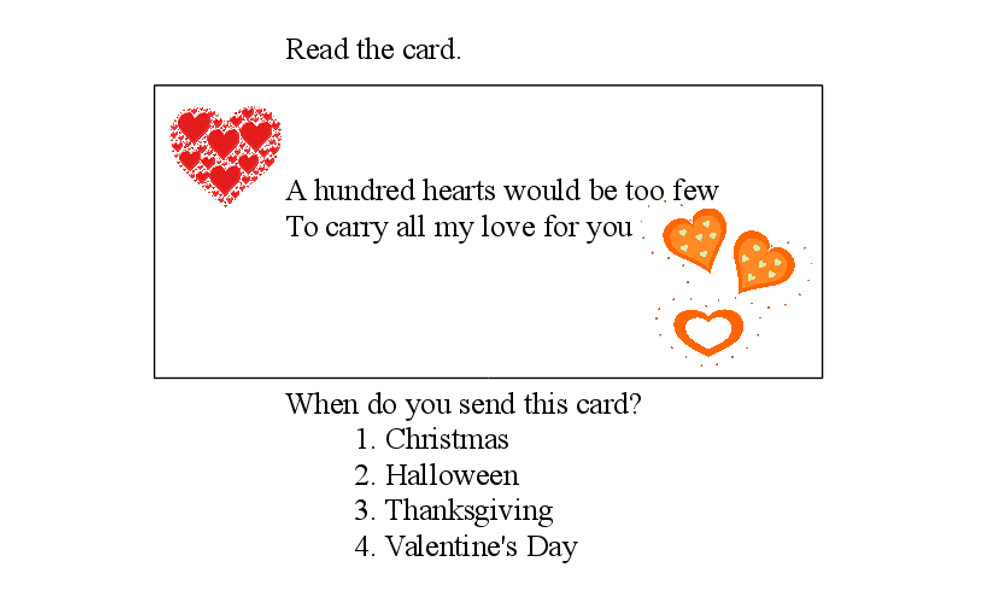 Read the card.
A hundred hearts would be too few
To carry all my love for you
When do you send this card?
1. Christmas
2. Halloween
3. Thanksgiving
4. Valentine's Day